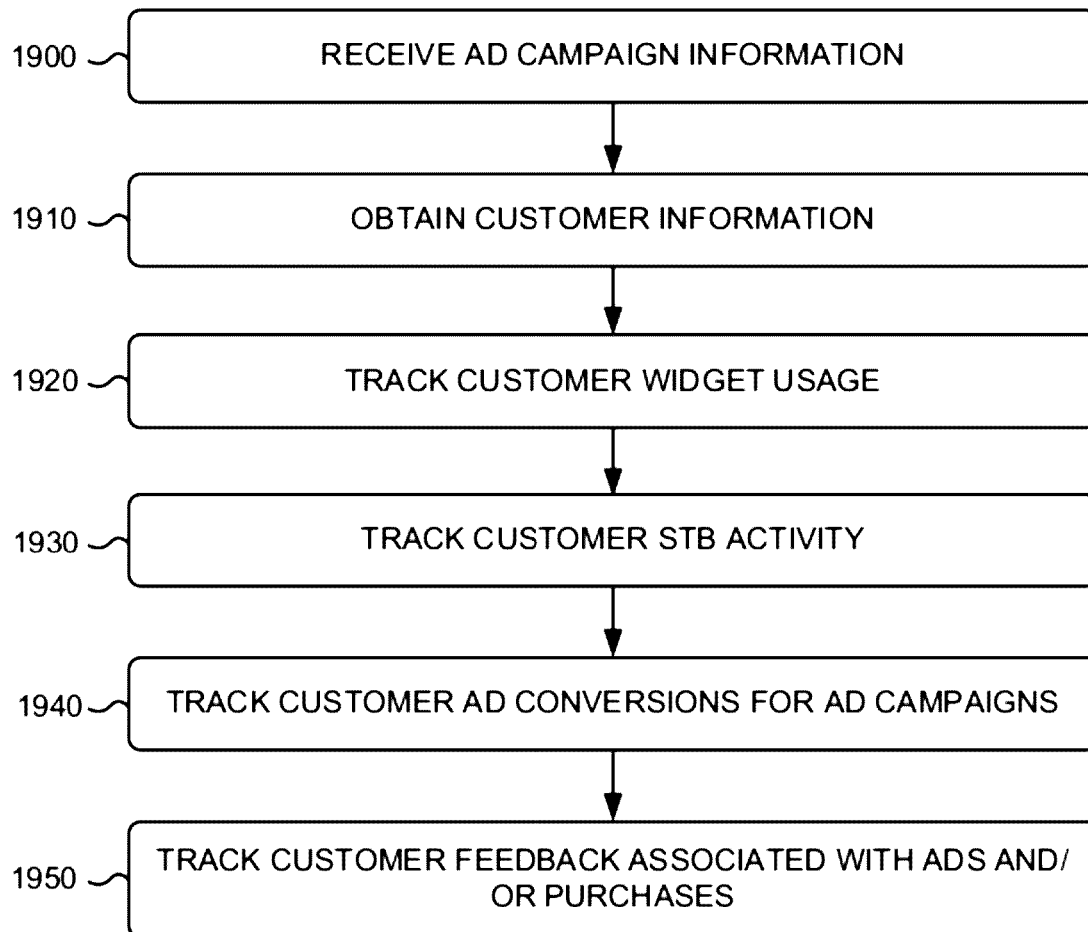 1900
RECEIVE AD CAMPAIGN INFORMATION
1910
OBTAIN CUSTOMER INFORMATION
1920
TRACK CUSTOMER WIDGET USAGE
1930
TRACK CUSTOMER STB ACTIVITY
1940
TRACK CUSTOMER AD CONVERSIONS FOR AD CAMPAIGNS
1950
TRACK CUSTOMER FEEDBACK ASSOCIATED WITH ADS AND/
OR PURCHASES